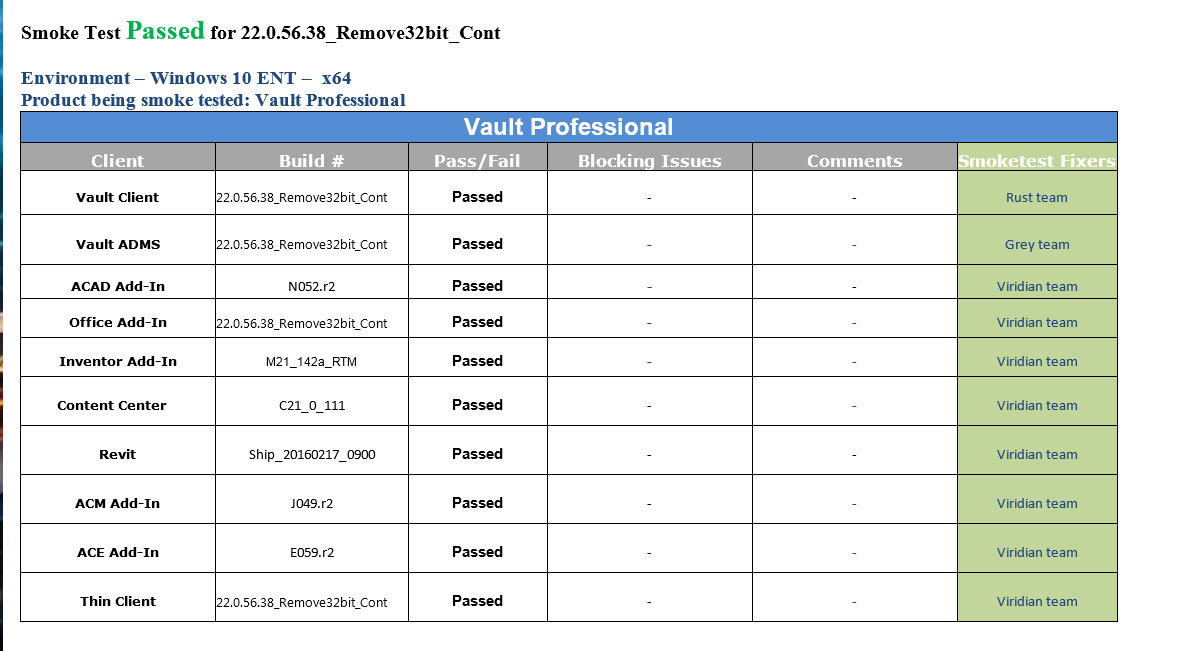 Smoke Test Passed for 22.0.56.38_Remove32bit_Cont
Environment – Windows 10 ENT – x64
Product being smoke tested: Vault Professional
Vault Professional
Client Build # Pass/Fail Blocking Issues Comments Smoketest Fixers
Vault Client 22.0.56.38_Remove32bit_Cont Passed - - Rust team
Vault ADMS 22.0.56.38_Remove32bit_Cont Passed - - Grey team
ACAD Add-In N052.r2 Passed - - Viridian team
Office Add-In 22.0.56.38_Remove32bit_Cont Passed - - Viridian team
Inventor Add-In M21_142a_RTM Passed - - Viridian team
Content Center C21_0_111 Passed - - Viridian team
Revit Ship_20160217_0900 Passed - - Viridian team
ACM Add-In J049.r2 Passed - - Viridian team
ACE Add-In E059.r2 Passed - - Viridian team
Thin Client 22.0.56.38_Remove32bit_Cont Passed - - Viridian team